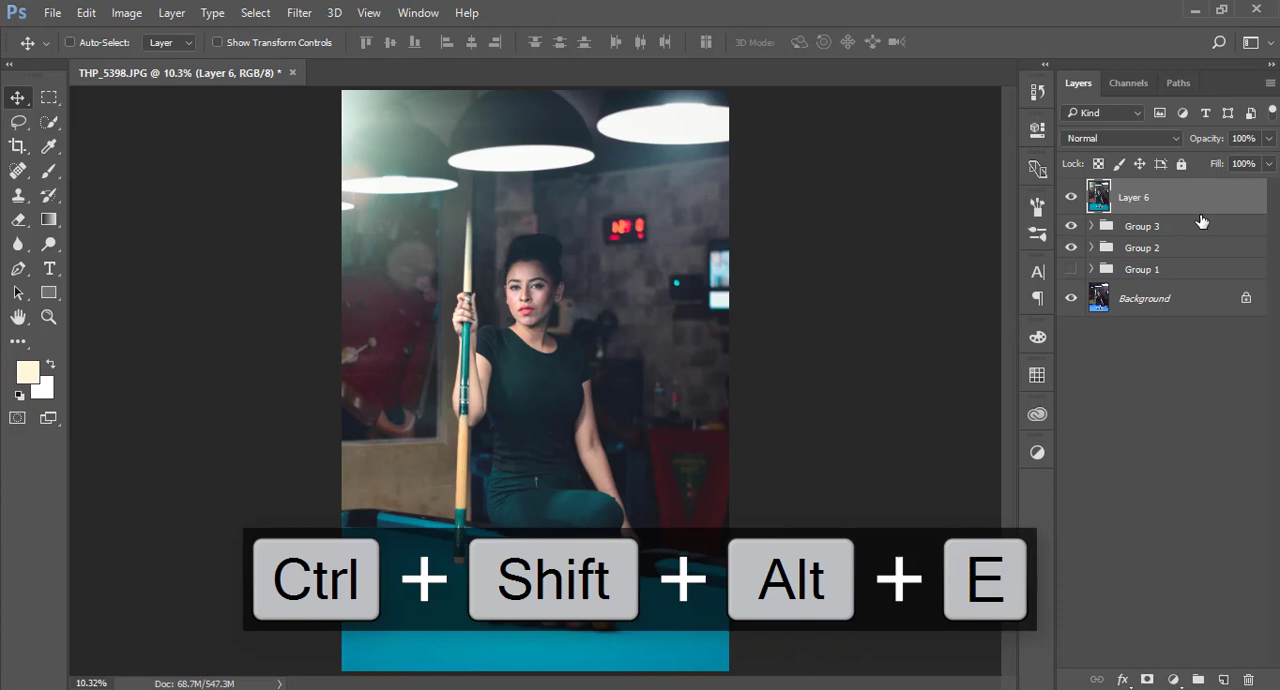 Ps File Edit Image Layer Type Select Filter 3D View Window Help
Auto-Select: Layer Show Transform Controls 3D Mode:
THP_5398.JPG @ 10.3% (Layer 6, RGB/8) * ×
Layers Channels Paths
Kind
Normal Opacity: 100%
Lock: Fill: 100%
Layer 6
Group 3
Group 2
Group 1
Background
Ctrl + Shift + Alt + E
10.32% Doc: 68.7M/547.3M